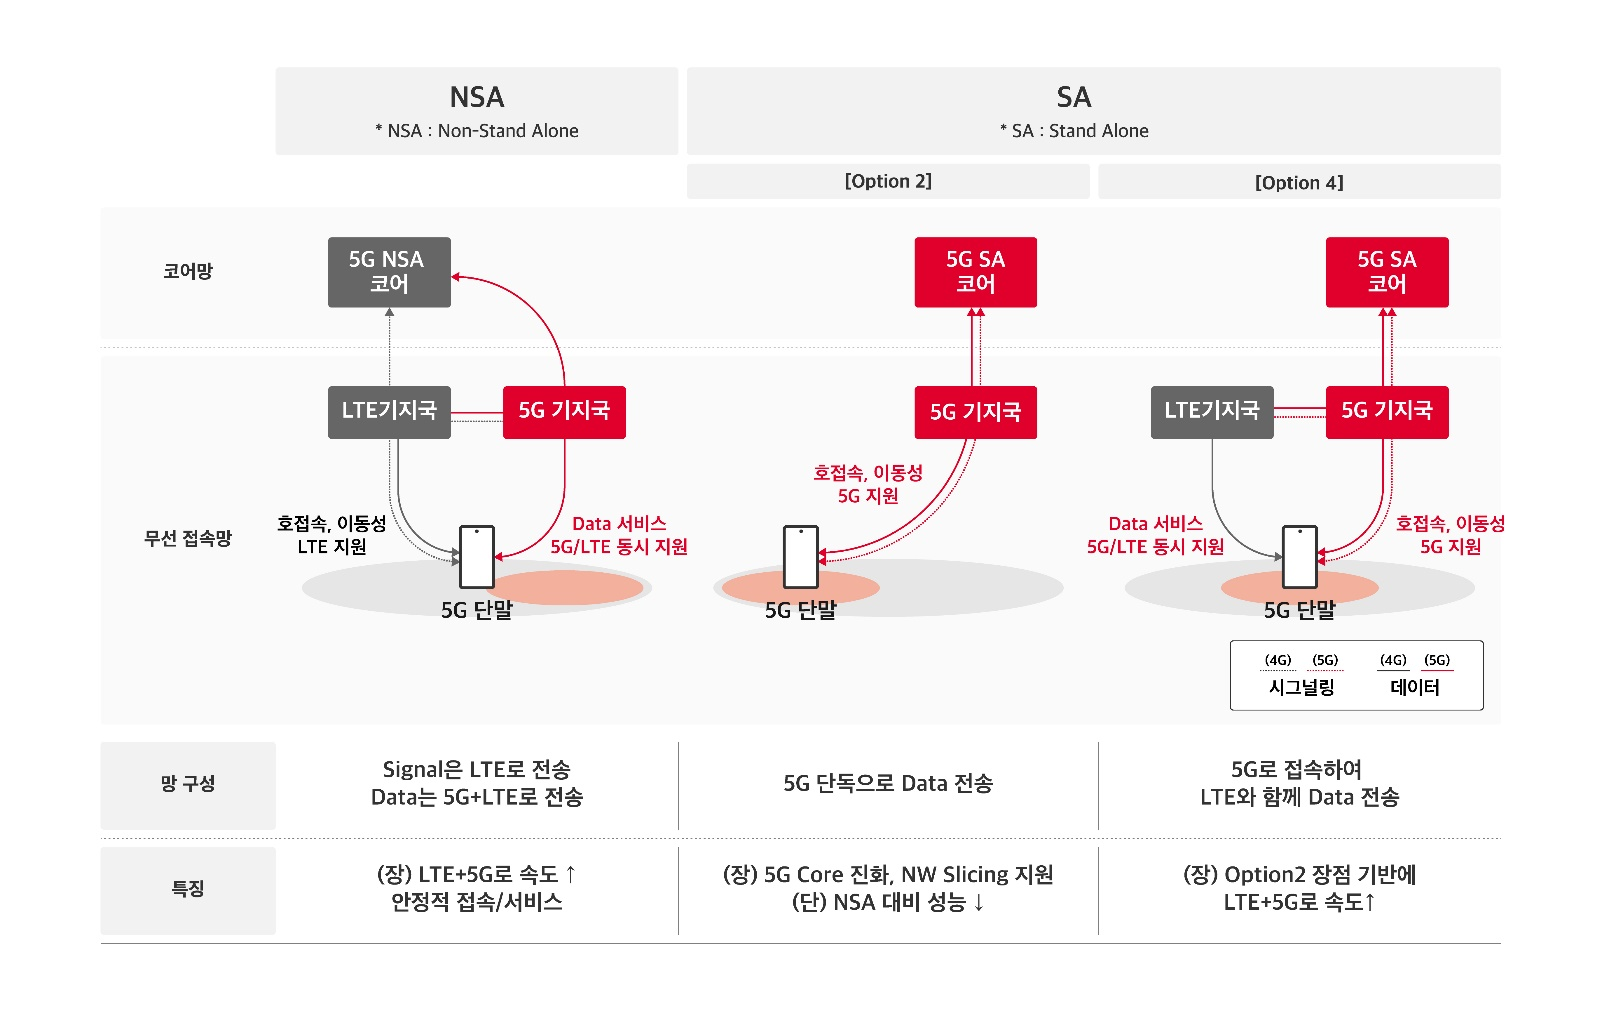 NSA
* NSA : Non-Stand Alone
SA
* SA : Stand Alone
[Option 2]
[Option 4]
코어망
5G NSA
코어
5G SA
코어
5G SA
코어
무선 접속망
LTE기지국
5G 기지국
호접속, 이동성
LTE 지원
Data 서비스
5G/LTE 동시 지원
5G 단말
5G 기지국
호접속, 이동성
5G 지원
5G 단말
LTE기지국
5G 기지국
Data 서비스
5G/LTE 동시 지원
호접속, 이동성
5G 지원
5G 단말
(4G) (5G) (4G) (5G)
시그널링 데이터
망 구성
Signal은 LTE로 전송
Data는 5G+LTE로 전송
5G 단독으로 Data 전송
5G로 접속하여
LTE와 함께 Data 전송
특징
(장) LTE+5G로 속도 ↑
안정적 접속/서비스
(장) 5G Core 진화, NW Slicing 지원
(단) NSA 대비 성능 ↓
(장) Option2 장점 기반에
LTE+5G로 속도↑